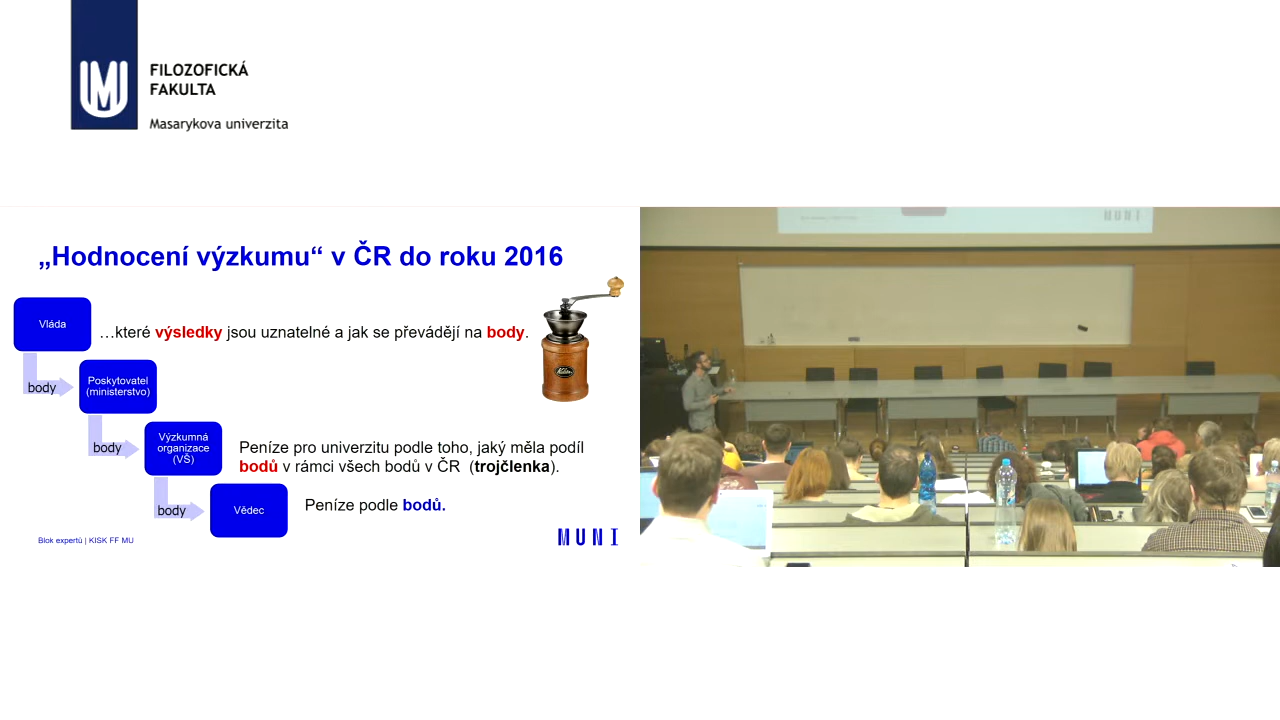 FILOZOFICKÁ
FAKULTA
Masarykova univerzita
„Hodnocení výzkumu“ v ČR do roku 2016
Vláda
…které výsledky jsou uznatelné a jak se převádějí na body.
body
Poskytovatel
(ministerstvo)
body
Výzkumná
organizace
(VŠ)
Peníze pro univerzitu podle toho, jaký měla podíl
bodů v rámci všech bodů v ČR (trojčlenka).
body
Vědec
Peníze podle bodů.
Blok expertů | KISK FF MU
MUNI
MUNI